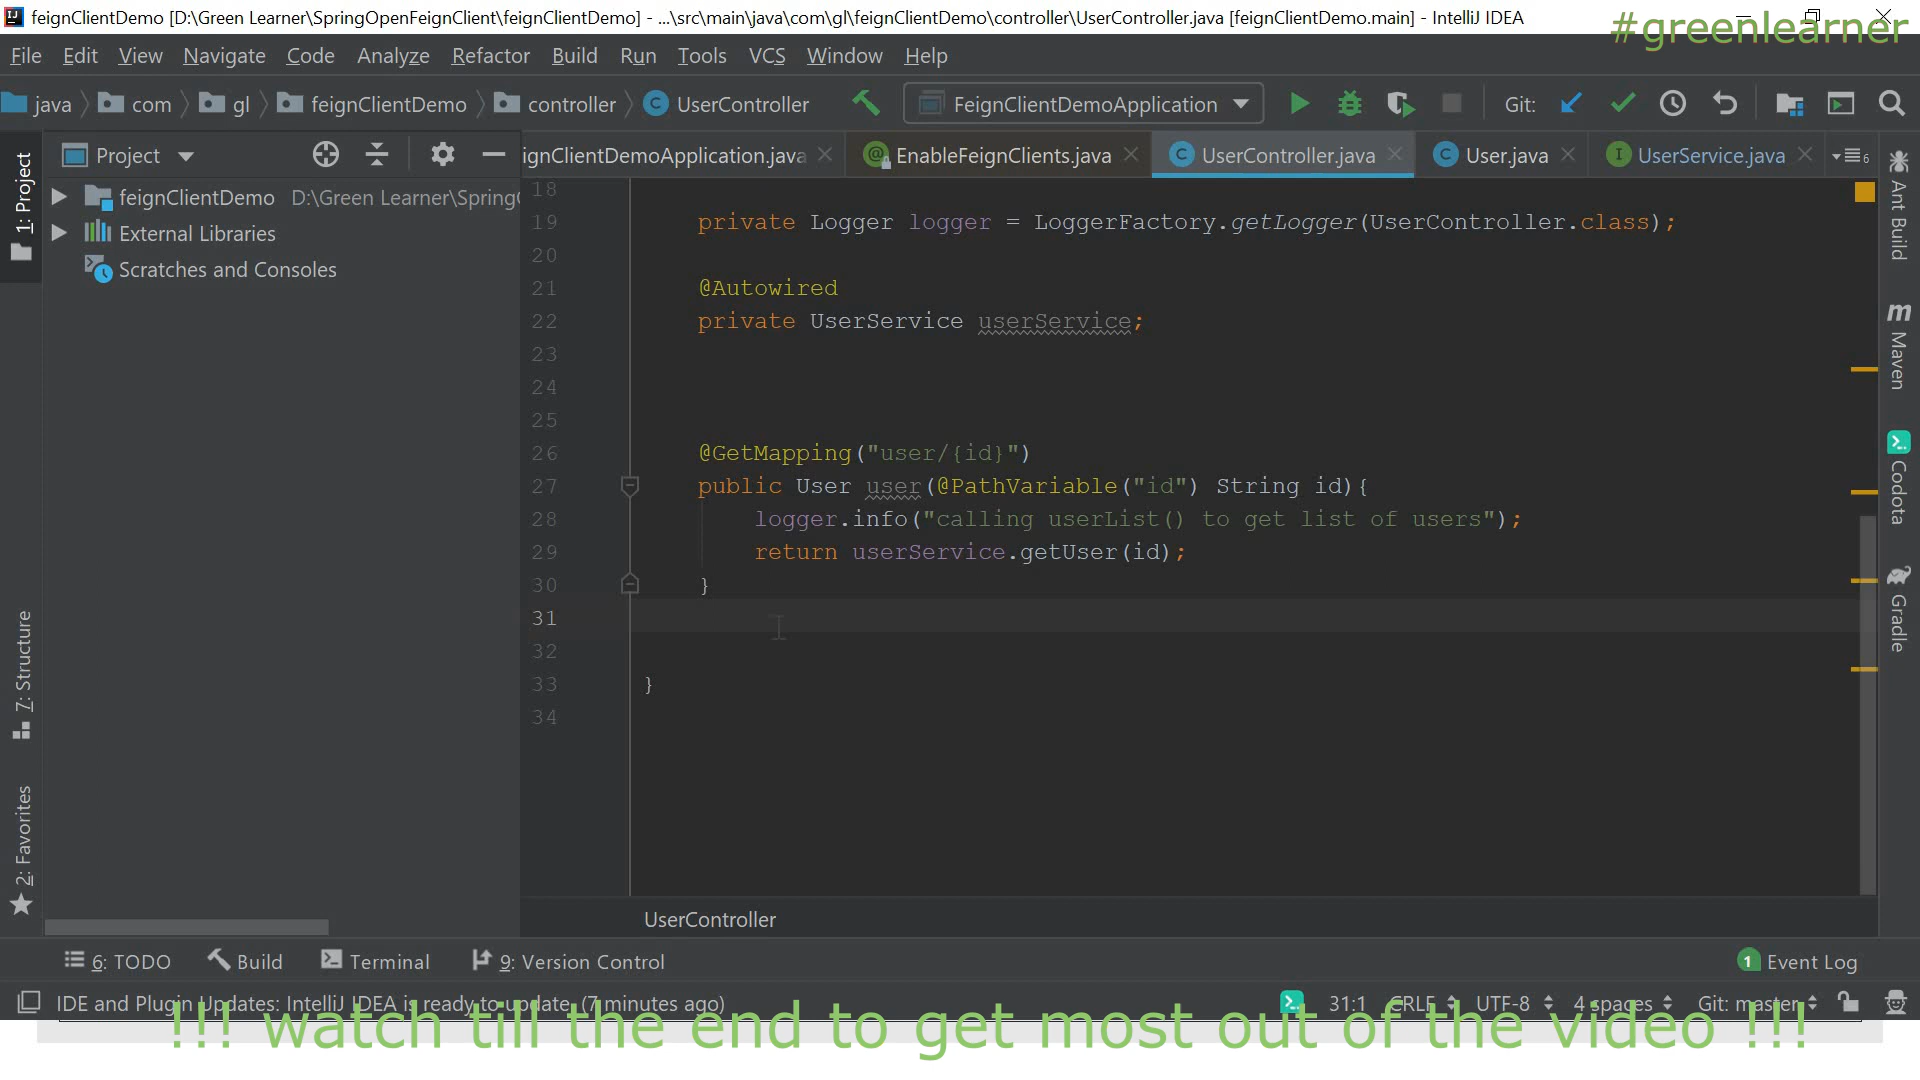 feignClientDemo [D:\Green Learner\SpringOpenFeignClient\feignClientDemo] - ...\src\main\java\com\gl\feignClientDemo\controller\UserController.java [feignClientDemo.main] - IntelliJ IDEA
#greenlearner
File Edit View Navigate Code Analyze Refactor Build Run Tools VCS Window Help
java com gl feignClientDemo controller UserController FeignClientDemoApplication Git:
Project ignClientDemoApplication.java EnableFeignClients.java UserController.java User.java UserService.java 6
1: Project
7: Structure
2: Favorites
feignClientDemo D:\Green Learner\Spring
External Libraries
Scratches and Consoles
18
19 private Logger logger = LoggerFactory.getLogger(UserController.class);
20
21 @Autowired
22 private UserService userService;
23
24
25
26 @GetMapping("user/{id}")
27 public User user(@PathVariable("id") String id){
28 logger.info("calling userList() to get list of users");
29 return userService.getUser(id);
30 }
31
32
33 }
34
Ant Build
Maven
Codota
Gradle
UserController
6: TODO Build Terminal 9: Version Control 1 Event Log
IDE and Plugin Updates: IntelliJ IDEA is ready to update. (7 minutes ago) 31:1 CRLF UTF-8 4 spaces Git: master
!!! watch till the end to get most out of the video !!!